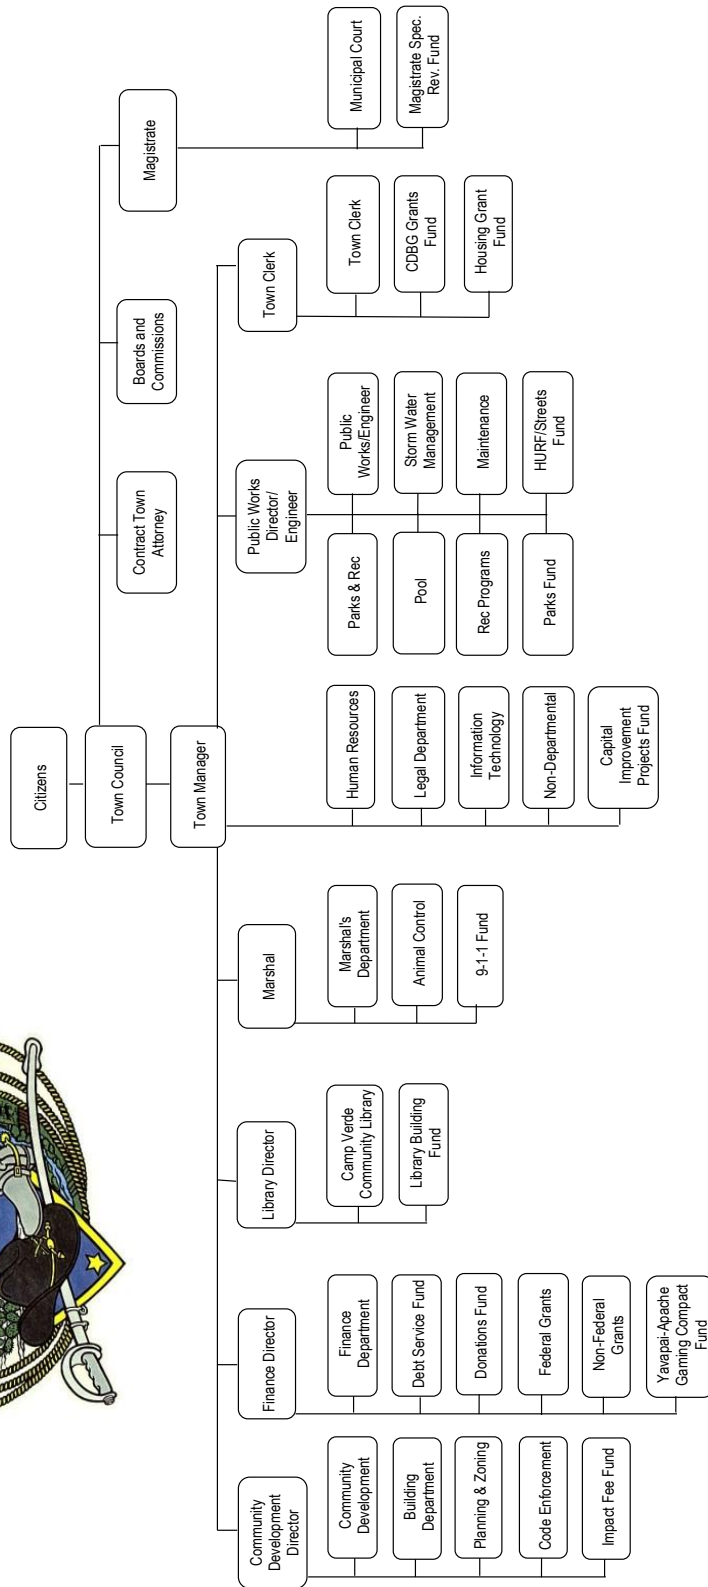 Citizens
Town Council
Contract Town
Attorney
Boards and
Commissions
Magistrate
Municipal Court
Magistrate Spec.
Rev. Fund
Town Manager
Community
Development
Director
Community
Development
Building
Department
Planning & Zoning
Code Enforcement
Impact Fee Fund
Finance Director
Finance
Department
Debt Service Fund
Donations Fund
Federal Grants
Non-Federal
Grants
Yavapai-Apache
Gaming Compact
Fund
Library Director
Camp Verde
Community Library
Library Building
Fund
Marshal
Marshal's
Department
Animal Control
9-1-1 Fund
Human Resources
Legal Department
Information
Technology
Non-Departmental
Capital
Improvement
Projects Fund
Public Works
Director/
Engineer
Parks & Rec
Pool
Rec Programs
Parks Fund
Public
Works/Engineer
Storm Water
Management
Maintenance
HURF/Streets
Fund
Town Clerk
Town Clerk
CDBG Grants
Fund
Housing Grant
Fund